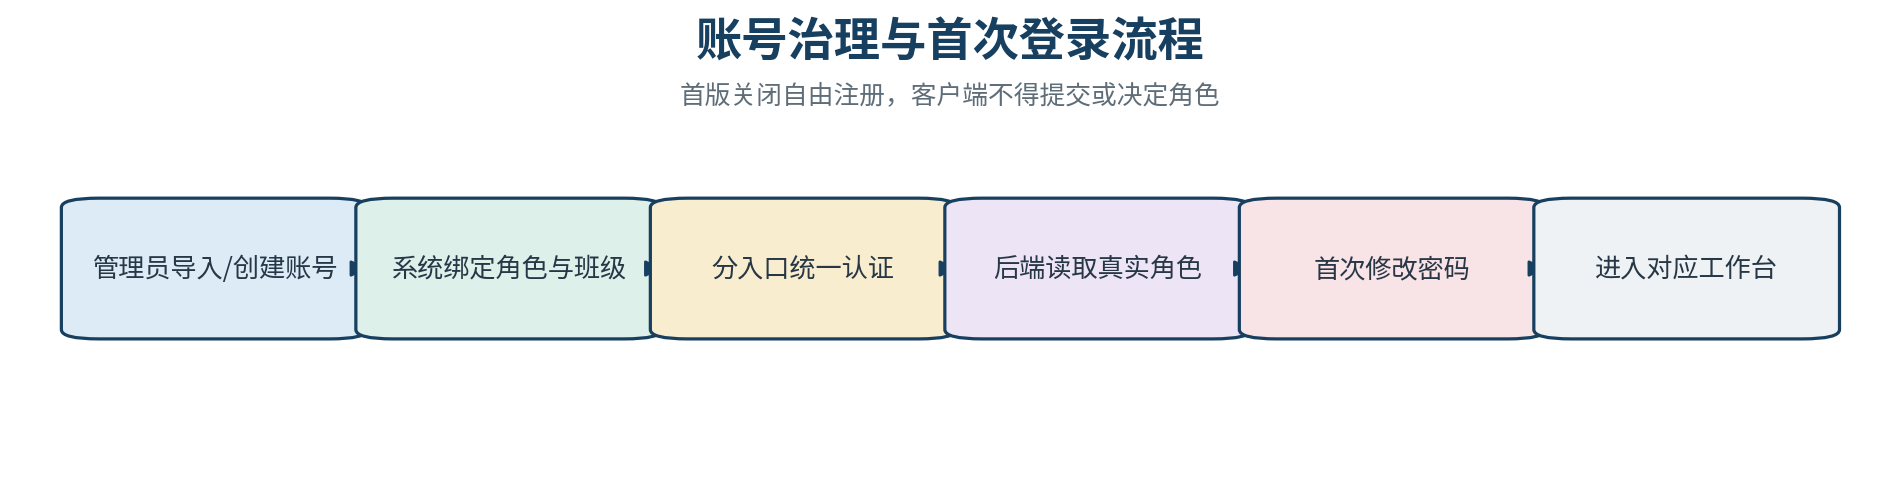 账号治理与首次登录流程
首版关闭自由注册，客户端不得提交或决定角色
管理员导入/创建账号
系统绑定角色与班级
分入口统一认证
后端读取真实角色
首次修改密码
进入对应工作台